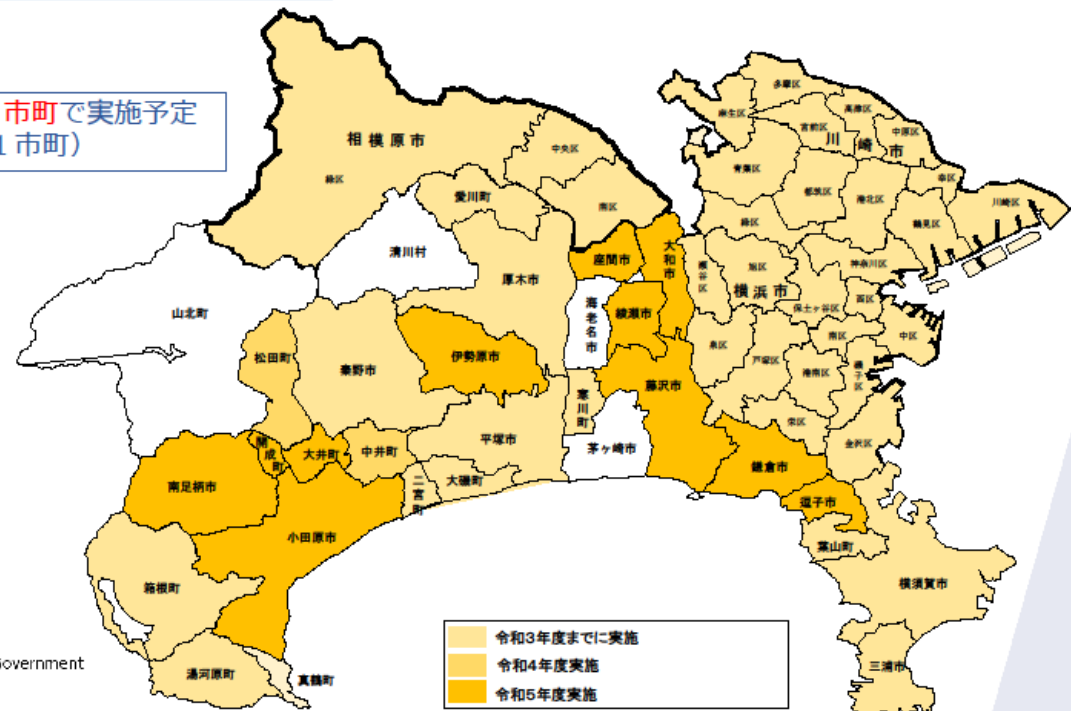 市町で実施予定
1市町）
相模原市
緑区
中央区
南区
愛川町
清川村
厚木市
山北町
松田町
秦野市
伊勢原市
座間市
大和市
海老名市
綾瀬市
藤沢市
寒川町
茅ヶ崎市
平塚市
中井町
大井町
開成町
南足柄市
小田原市
二宮町
大磯町
箱根町
湯河原町
真鶴町
川崎市
多摩区
麻生区
高津区
宮前区
中原区
幸区
川崎区
横浜市
青葉区
都筑区
港北区
鶴見区
緑区
神奈川区
瀬谷区
旭区
保土ヶ谷区
西区
中区
南区
泉区
戸塚区
港南区
磯子区
栄区
金沢区
鎌倉市
逗子市
葉山町
横須賀市
三浦市
令和3年度までに実施
令和4年度実施
令和5年度実施
Government